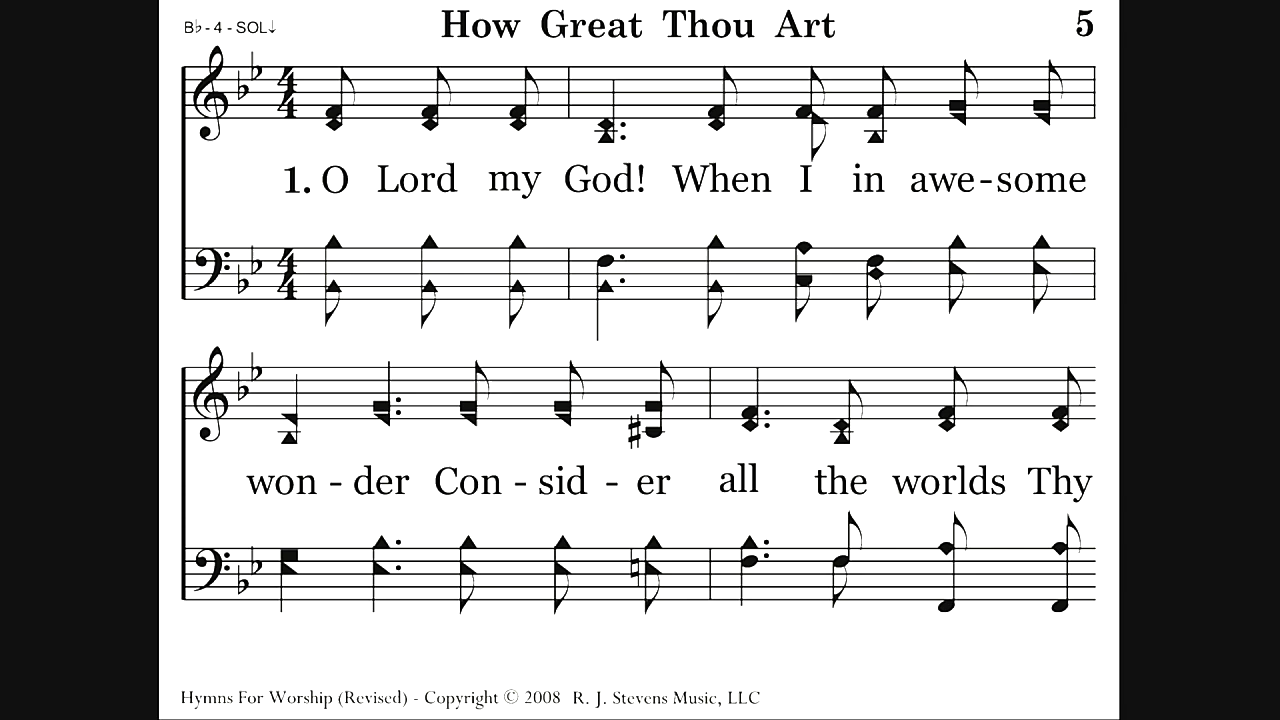 B♭ - 4 - SOL↓
How Great Thou Art
5
1. O Lord my God! When I in awe-some
won - der Con - sid - er all the worlds Thy
Hymns For Worship (Revised) - Copyright © 2008 R. J. Stevens Music, LLC